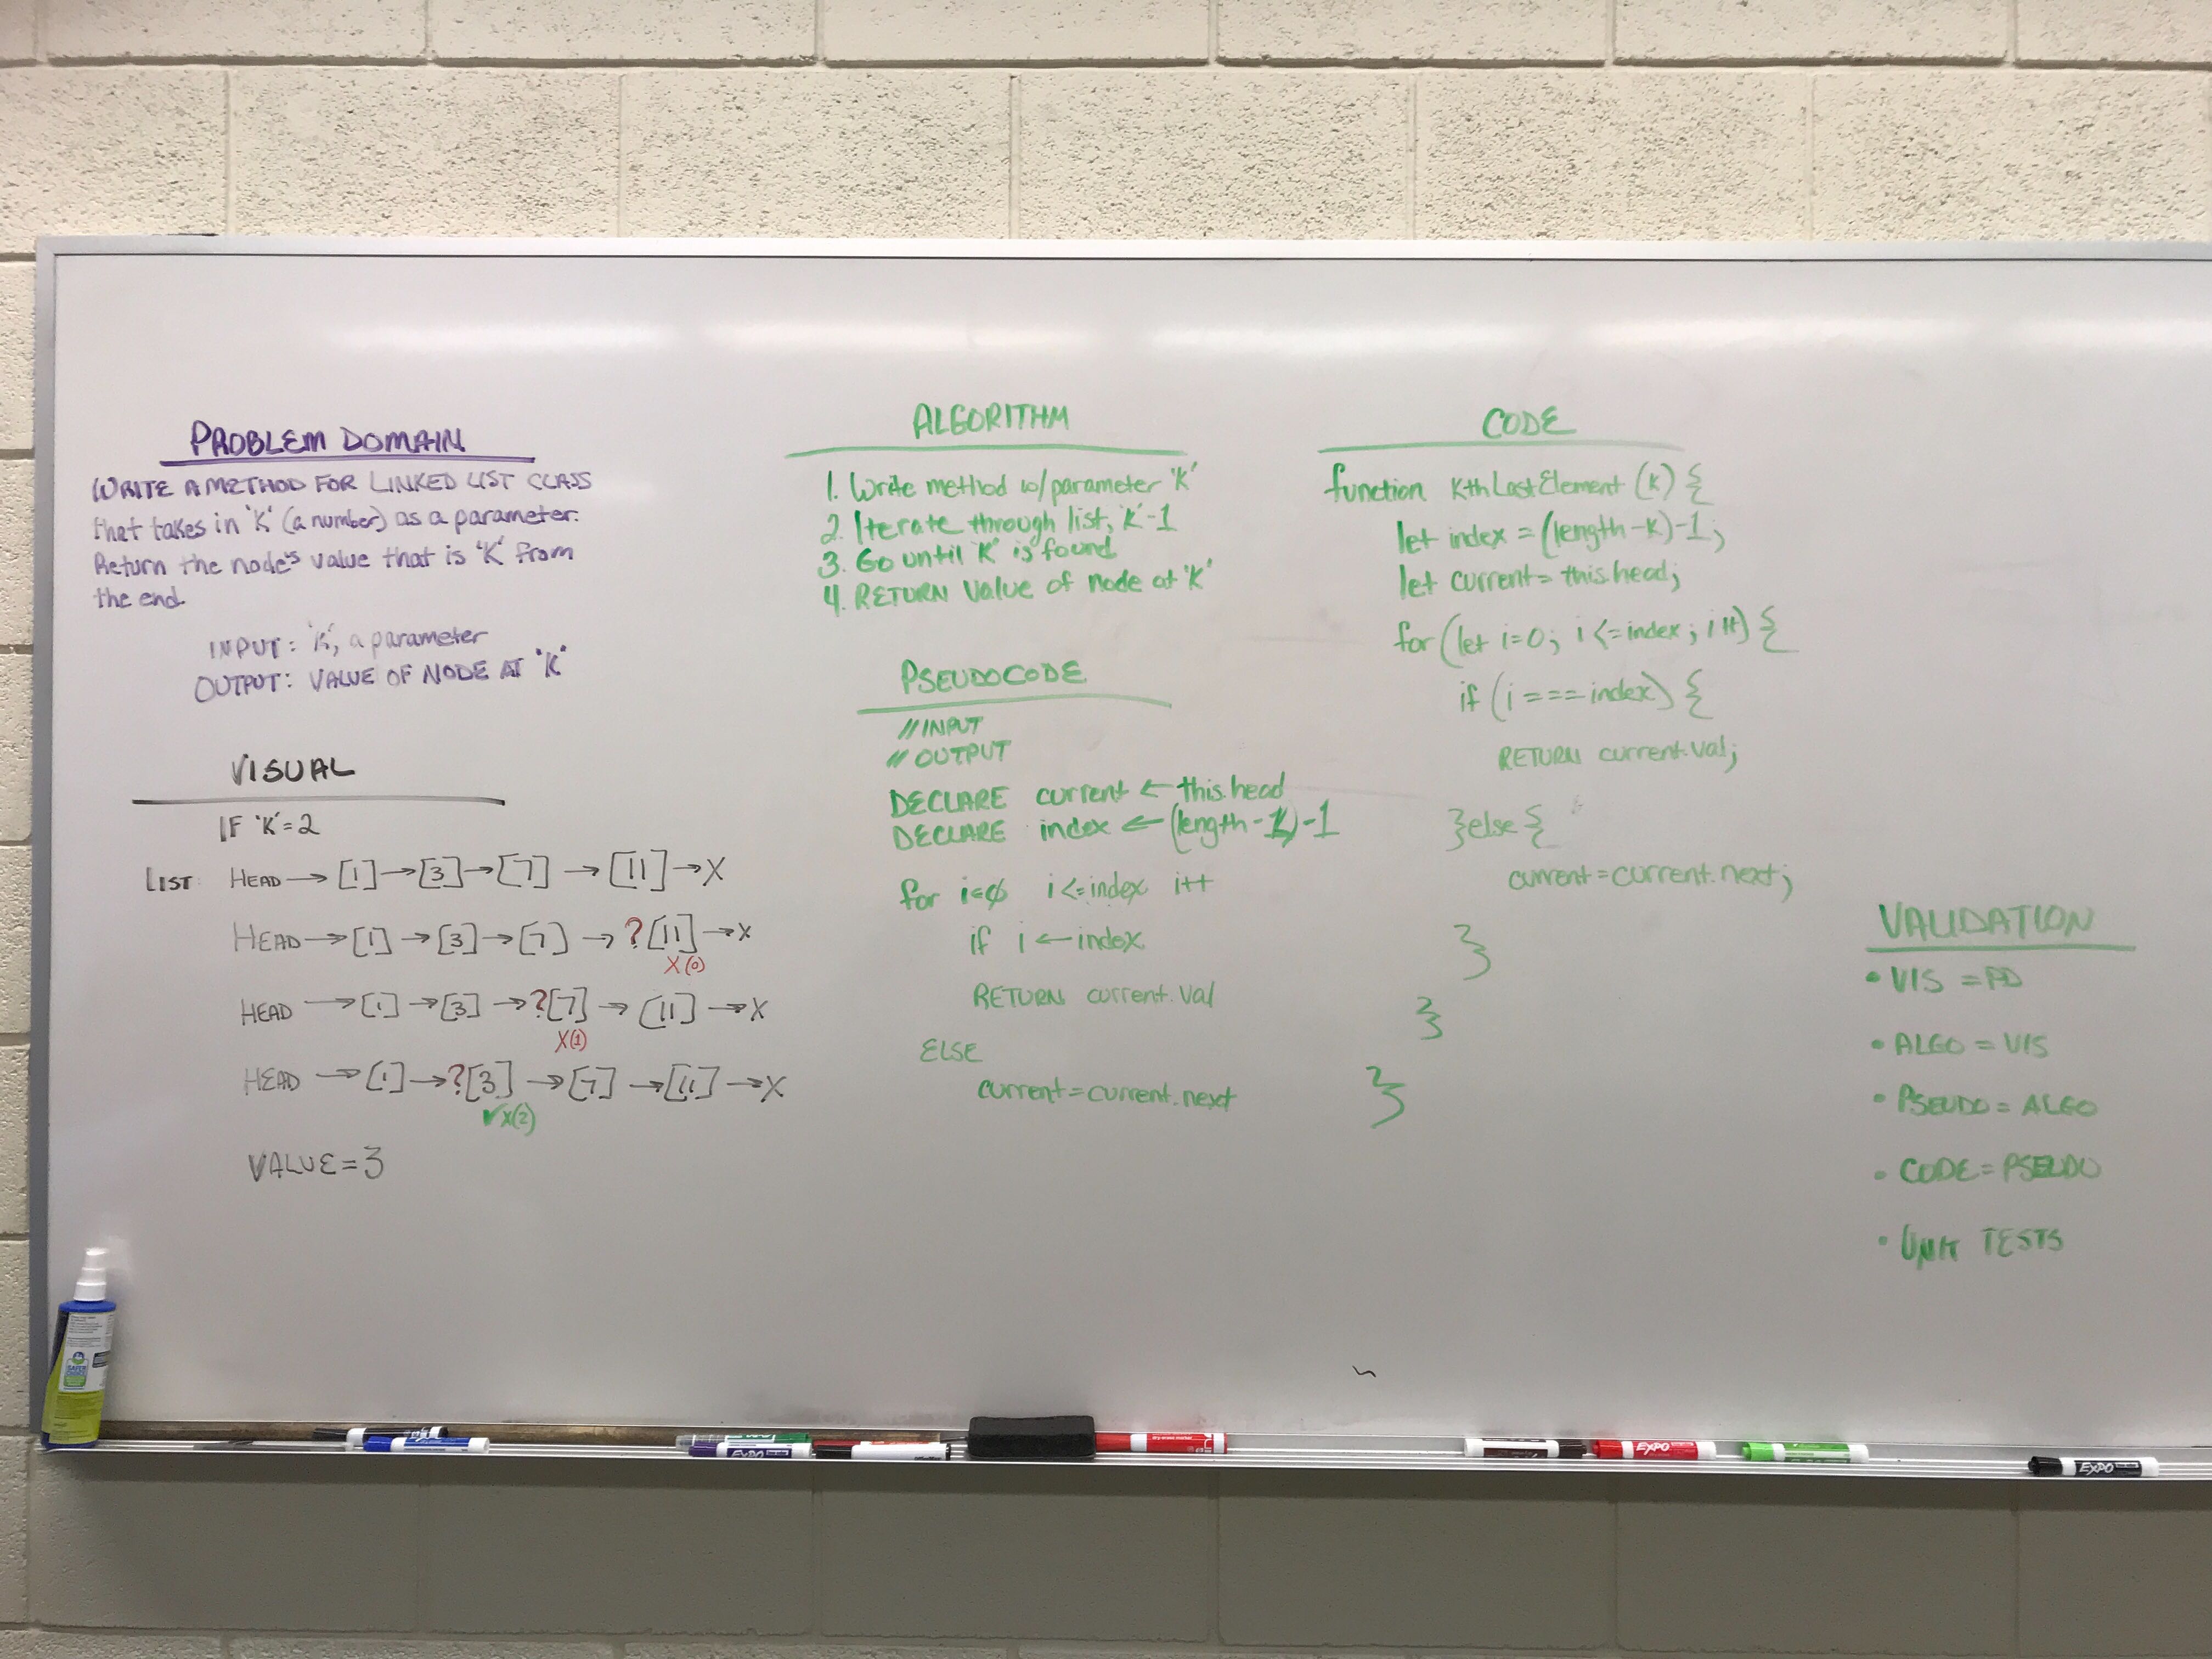 PROBLEM DOMAIN
WRITE A METHOD FOR LINKED LIST CLASS
that takes in 'K' (a number) as a parameter.
Return the node's value that is 'K' from
the end.
INPUT: 'K', a parameter
OUTPUT: VALUE OF NODE AT 'K'
VISUAL
IF 'K'=2
LIST: HEAD → [1] → [3] → [7] → [11] → X
HEAD → [1] → [3] → [7] → ? [11] → X
X(0)
HEAD → [1] → [3] → ? [7] → [11] → X
X(1)
HEAD → [1] → ? [3] → [7] → [11] → X
✓X(2)
VALUE = 3
ALGORITHM
1. Write method w/parameter 'K'
2. Iterate through list, K-1
3. Go until 'K' is found
4. RETURN value of node at 'K'
PSEUDOCODE
// INPUT
// OUTPUT
DECLARE current ← this.head
DECLARE index ← (length-K)-1
for i=0 i<=index i++
if i ← index
RETURN current.val
ELSE
current=current.next
CODE
function KthLastElement (K) {
let index = (length-K)-1;
let current = this.head;
for (let i=0; i <= index; i++) {
if (i === index) {
RETURN current.val;
} else {
current = current.next;
}
}
}
VALIDATION
• VIS = PD
• ALGO = VIS
• PSEUDO = ALGO
• CODE = PSEUDO
• UNIT TESTS
EXPO
EXPO
EXPO